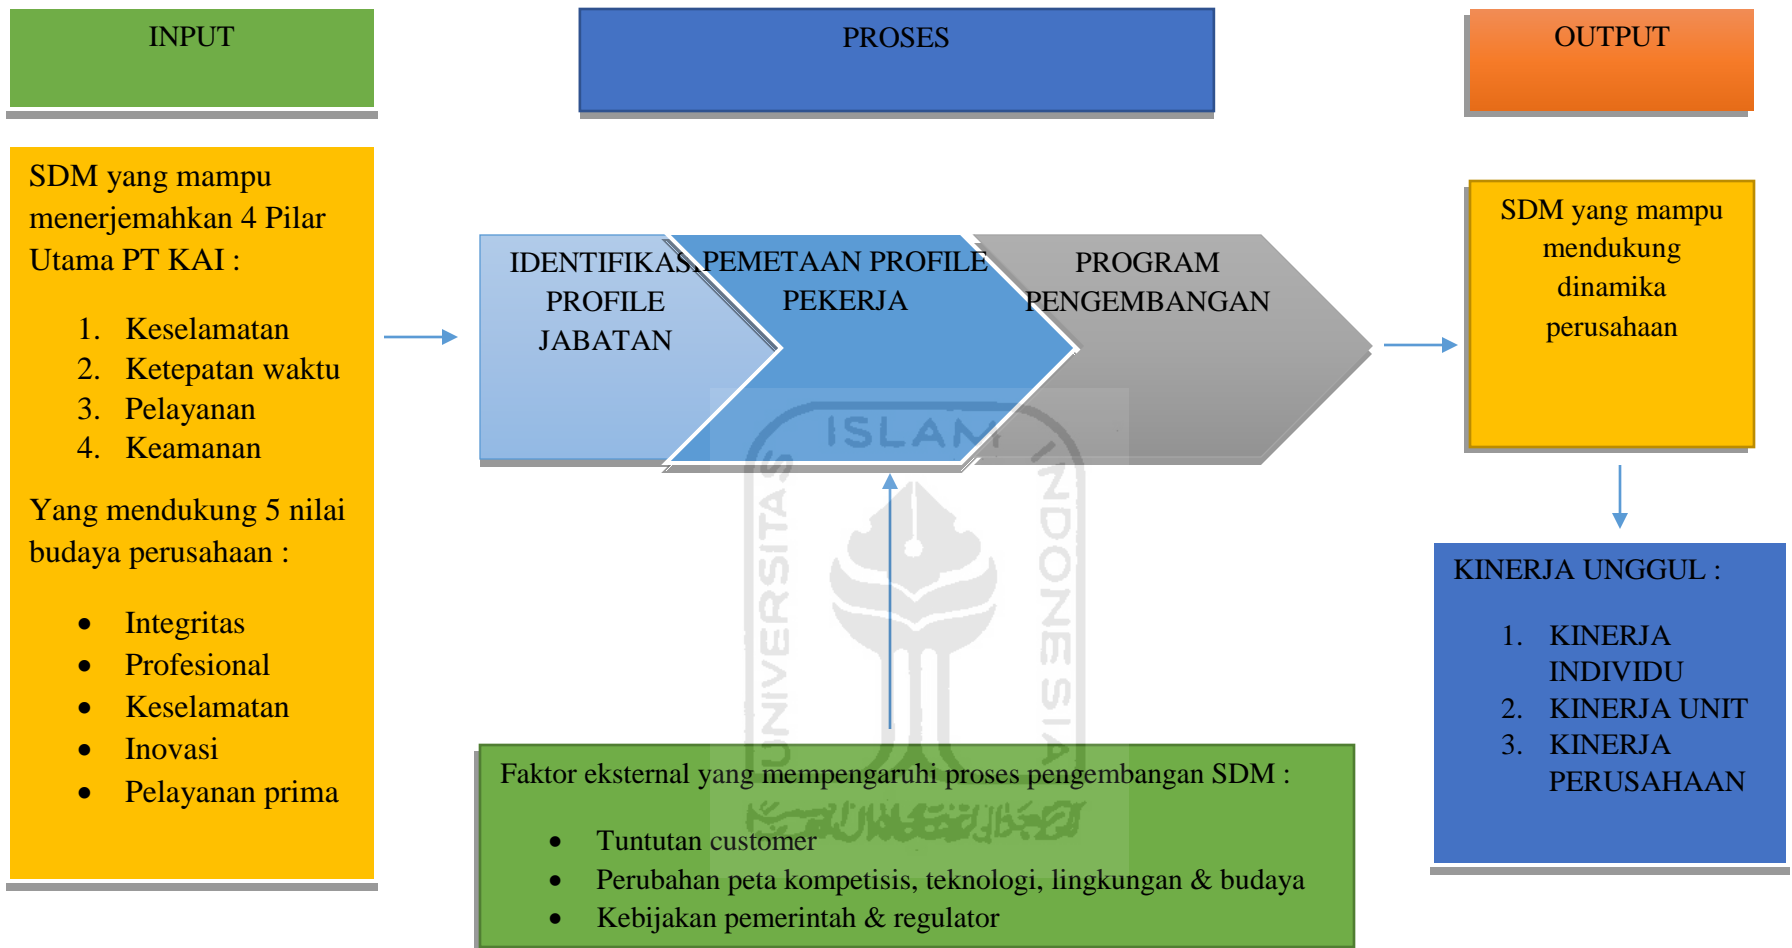 INPUT
PROSES
OUTPUT
SDM yang mampu
menerjemahkan 4 Pilar
Utama PT KAI :
1. Keselamatan
2. Ketepatan waktu
3. Pelayanan
4. Keamanan
Yang mendukung 5 nilai
budaya perusahaan :
• Integritas
• Profesional
• Keselamatan
• Inovasi
• Pelayanan prima
IDENTIFIKASI
PROFILE
JABATAN
PEMETAAN PROFILE
PEKERJA
PROGRAM
PENGEMBANGAN
SDM yang mampu
mendukung
dinamika
perusahaan
KINERJA UNGGUL :
1. KINERJA
INDIVIDU
2. KINERJA UNIT
3. KINERJA
PERUSAHAAN
Faktor eksternal yang mempengaruhi proses pengembangan SDM :
• Tuntutan customer
• Perubahan peta kompetisis, teknologi, lingkungan & budaya
• Kebijakan pemerintah & regulator
UNIVERSITAS
ISLAM
INDONESIA